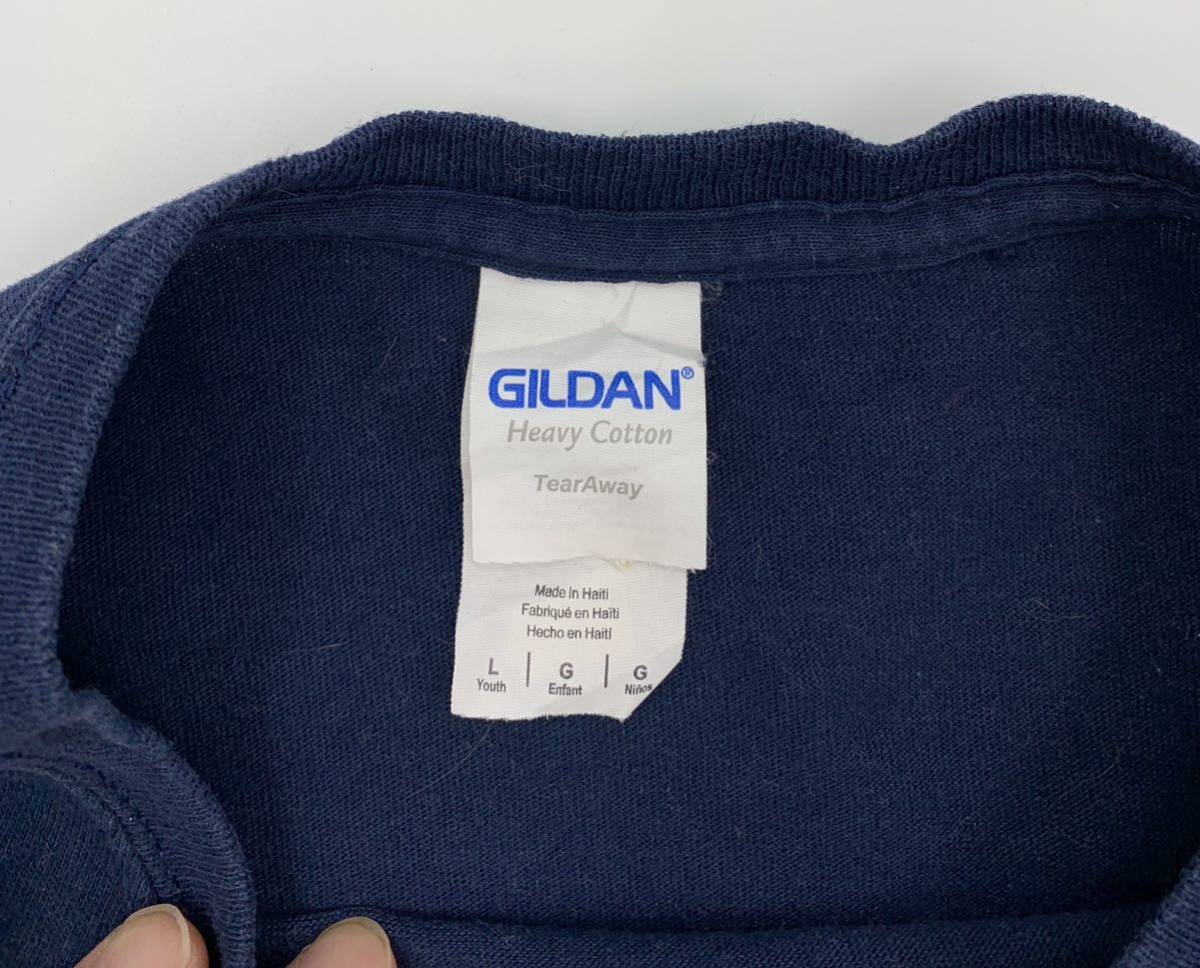 GILDAN®
Heavy Cotton
TearAway
Made in Haiti
Fabriqué en Haïti
Hecho en Haití
L | G | G
Youth Enfant Niños